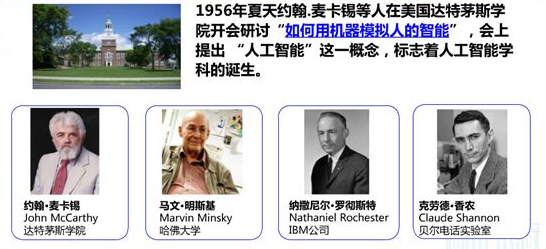 1956年夏天约翰.麦卡锡等人在美国达特茅斯学
院开会研讨“如何用机器模拟人的智能”，会上
提出 “人工智能”这一概念，标志着人工智能学
科的诞生。
约翰·麦卡锡
John McCarthy
达特茅斯学院
马文·明斯基
Marvin Minsky
哈佛大学
纳撒尼尔·罗彻斯特
Nathaniel Rochester
IBM公司
克劳德·香农
Claude Shannon
贝尔电话实验室